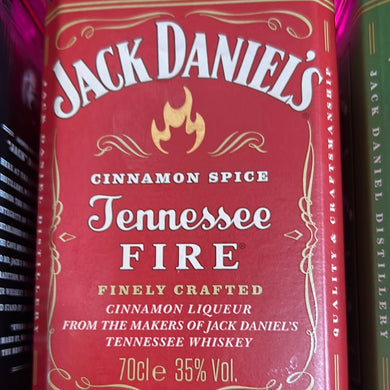 JACK DANIEL'S
CINNAMON SPICE
Tennessee
FIRE®
FINELY CRAFTED
CINNAMON LIQUEUR
FROM THE MAKERS OF JACK DANIEL'S
TENNESSEE WHISKEY
70cl e 35% Vol.
JACK DANIEL DISTILLERY
QUALITY & CRAFTSMANSHIP
JACK DANIEL DISTILLERY